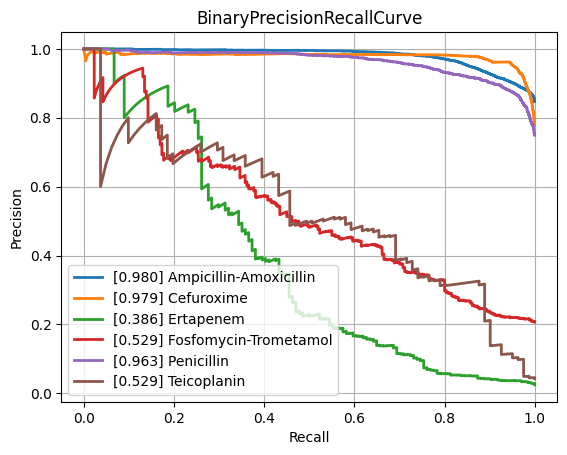 BinaryPrecisionRecallCurve
1.0
0.8
0.6
0.4
0.2
0.0
Precision
[0.980] Ampicillin-Amoxicillin
[0.979] Cefuroxime
[0.386] Ertapenem
[0.529] Fosfomycin-Trometamol
[0.963] Penicillin
[0.529] Teicoplanin
0.0 0.2 0.4 0.6 0.8 1.0
Recall